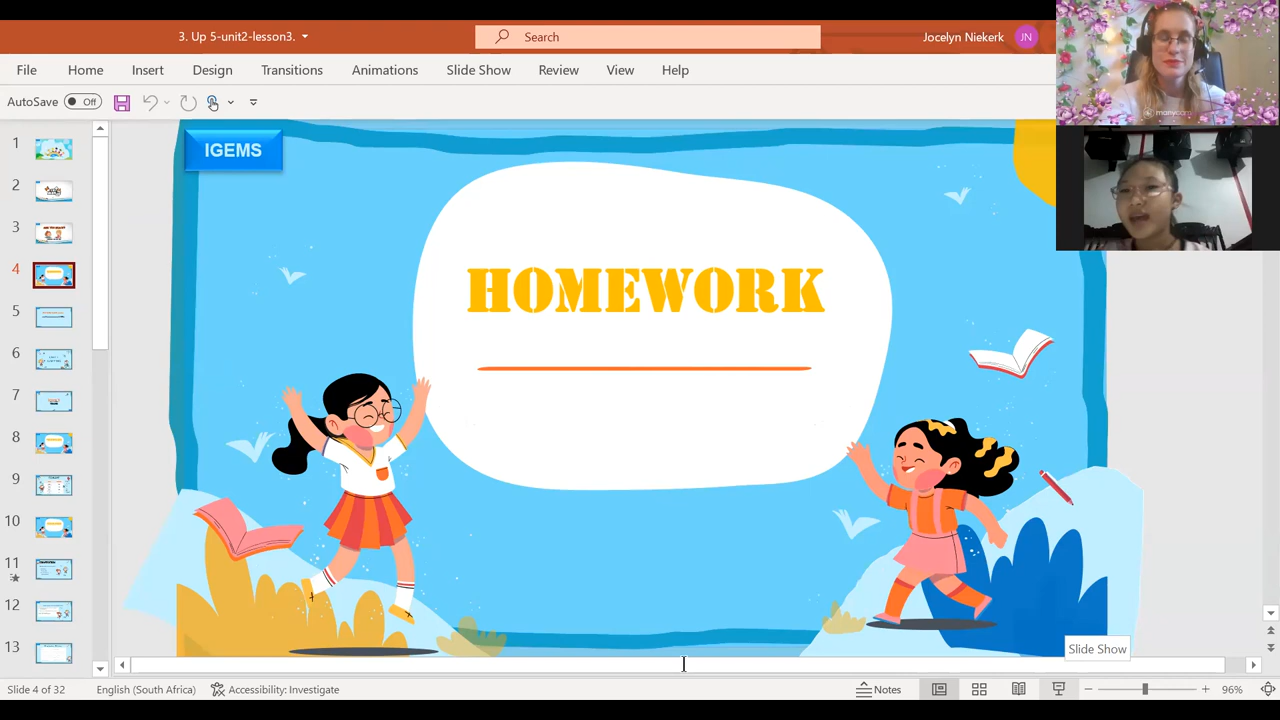 3. Up 5-unit2-lesson3.
Search
Jocelyn Niekerk
JN
File
Home
Insert
Design
Transitions
Animations
Slide Show
Review
View
Help
AutoSave
Off
1
2
3
4
5
6
7
8
9
10
11
12
13
IGEMS
HOMEWORK
manycam
Slide Show
Slide 4 of 32
English (South Africa)
Accessibility: Investigate
Notes
96%